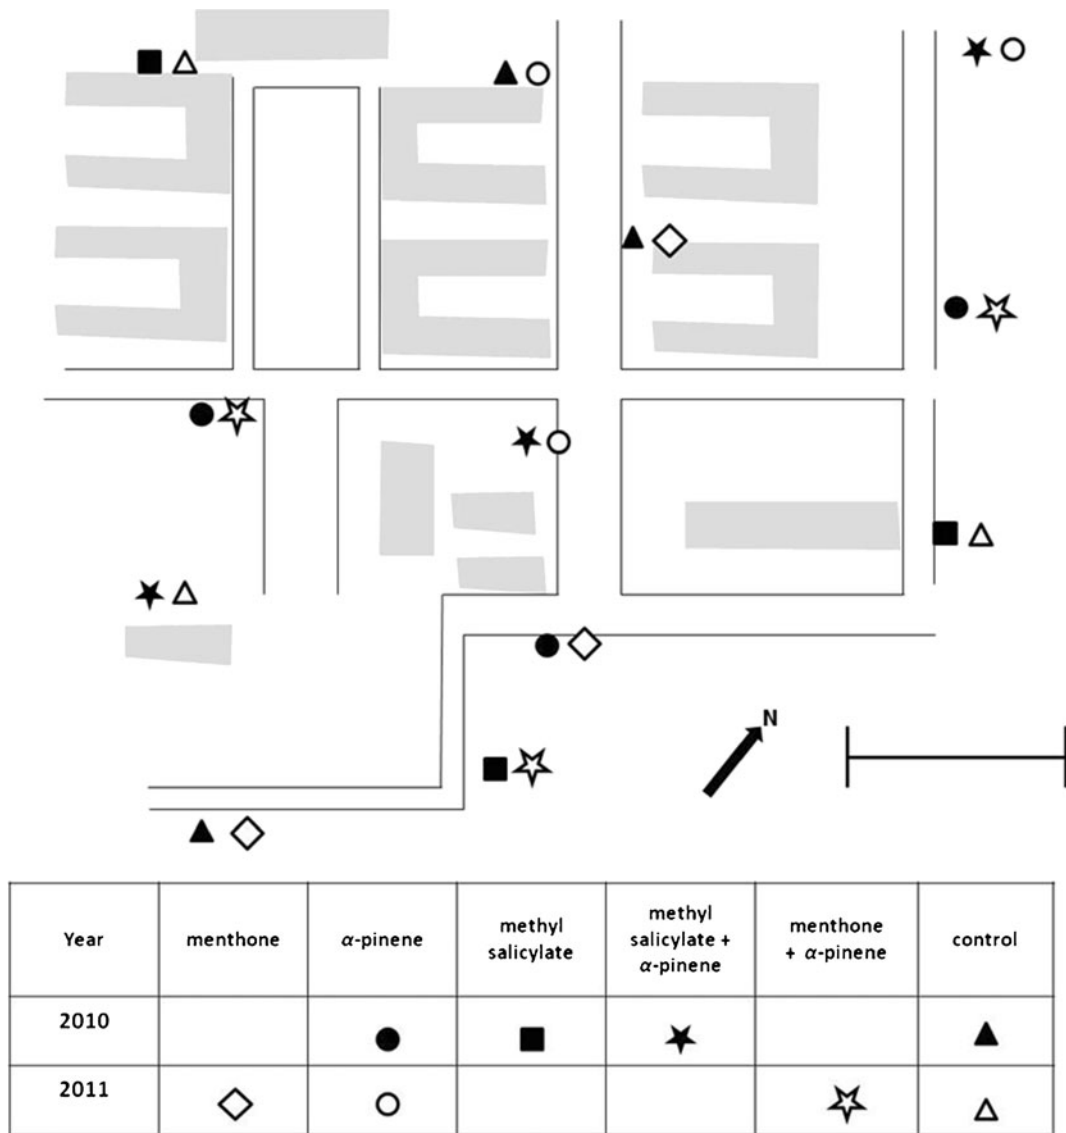 N
Year
menthone
α-pinene
methyl
salicylate
methyl
salicylate +
α-pinene
menthone
+ α-pinene
control
2010
2011